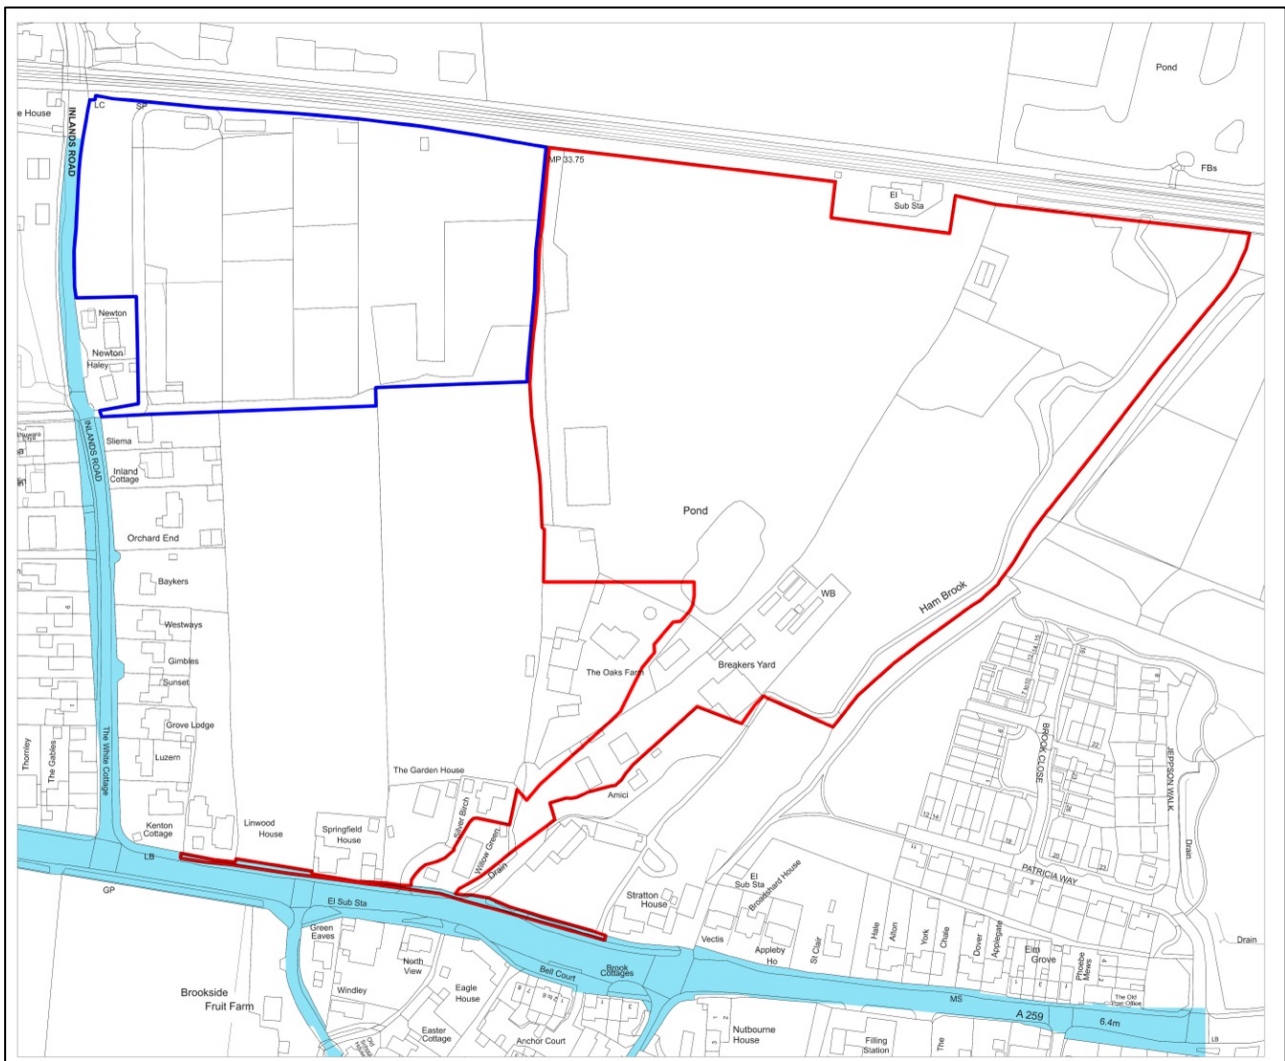 Pond
FBs
e House
LC
SP
INLANDS ROAD
MP 33.75
El
Sub Sta
Newton
Newton
Haley
INLANDS ROAD
Sliema
Inland
Cottage
Orchard End
Baykers
Westways
Gimbles
Sunset
Grove Lodge
Luzern
Thornley
The Gables
The White Cottage
Pond
WB
Ham Brook
Breakers Yard
The Oaks Farm
The Garden House
Silver Birch
Willow Green
Drain
Amici
Kenton
Cottage
Linwood
House
Springfield
House
LB
GP
El Sub Sta
Stratton
House
El
Sub Sta
Broadshard House
Vectis
Appleby
Ho
St Clair
Hale
Alton
York
Chale
Dover
Applegate
Elm
Grove
Phoebe
Mews
The Old
Post Office
BROOK CLOSE
JEPPSON WALK
PATRICIA WAY
Drain
Drain
Green
Eaves
North
View
Windley
Eagle
House
Easter
Cottage
Bell Court
Brook
Cottages
Anchor Court
Brookside
Fruit Farm
Nutbourne
House
Filling
Station
The
MS
A 259
6.4m
LB